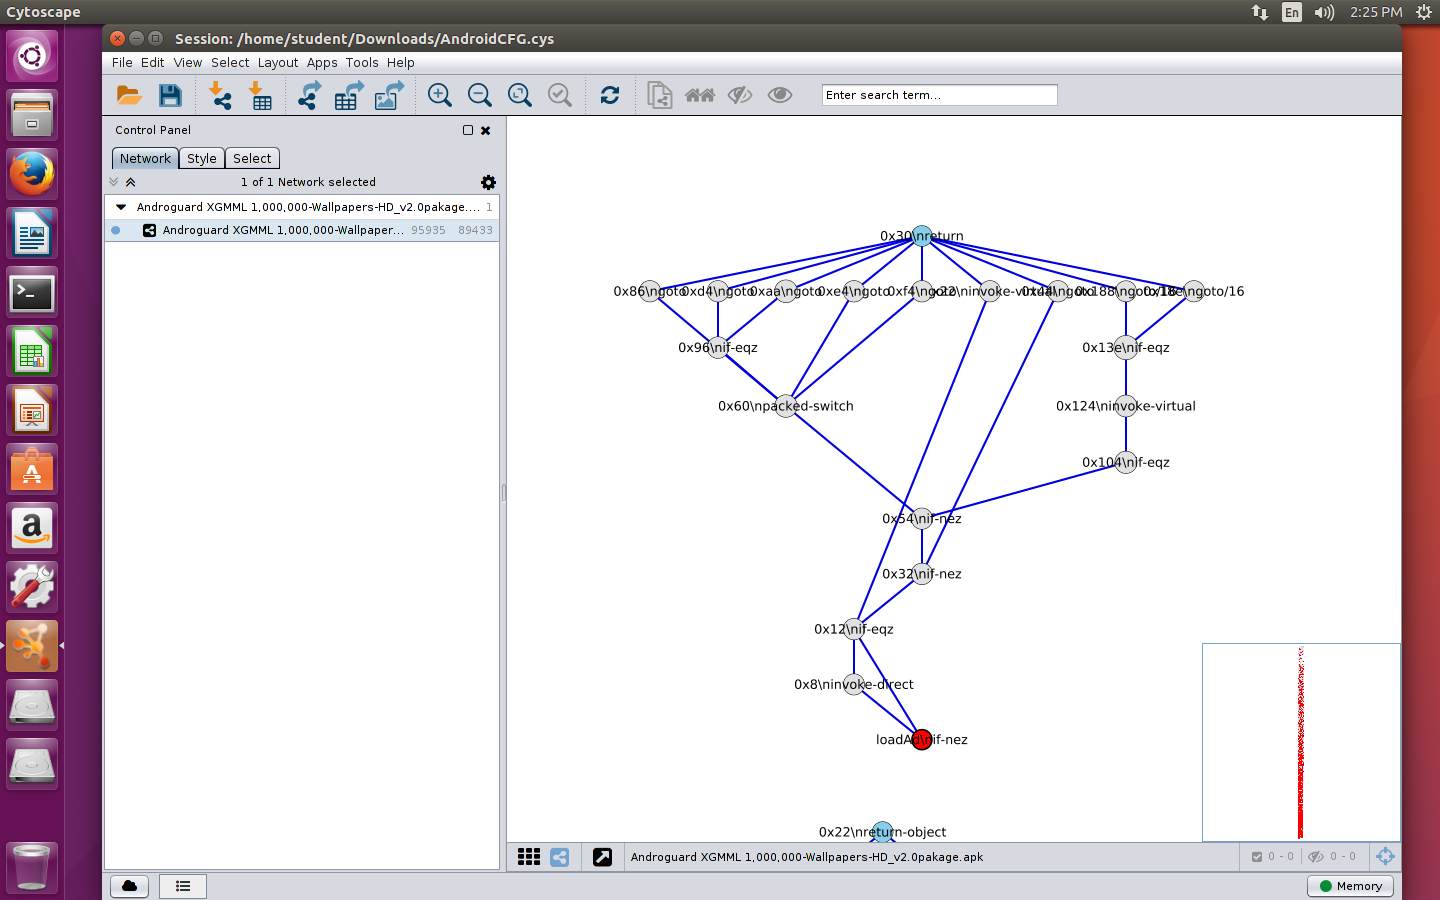 Cytoscape
En
2:25 PM
Session: /home/student/Downloads/AndroidCFG.cys
File Edit View Select Layout Apps Tools Help
Enter search term...
Control Panel
Network Style Select
1 of 1 Network selected
Androguard XGMML 1,000,000-Wallpapers-HD_v2.0pakage.... 1
Androguard XGMML 1,000,000-Wallpaper... 95935 89433
0x30\nreturn
0x86\ngoto
0xd4\ngoto
0xaa\ngoto
0xe4\ngoto
0xf4\ngoto
0x22\ninvoke-virtual
0x188\ngoto/16
\ngoto/16
0x96\nif-eqz
0x13e\nif-eqz
0x60\npacked-switch
0x124\ninvoke-virtual
0x104\nif-eqz
0x54\nif-nez
0x32\nif-nez
0x12\nif-eqz
0x8\ninvoke-direct
loadAd\nif-nez
0x22\nreturn-object
Androguard XGMML 1,000,000-Wallpapers-HD_v2.0pakage.apk
0 - 0
0 - 0
Memory